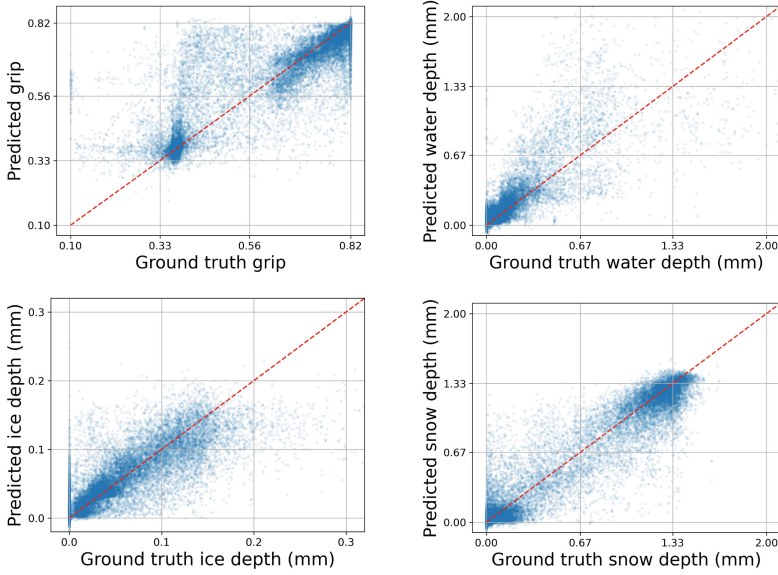 0.82
0.56
0.33
0.10
Predicted grip
0.10 0.33 0.56 0.82
Ground truth grip
2.00
1.33
0.67
0.00
Predicted water depth (mm)
0.00 0.67 1.33 2.00
Ground truth water depth (mm)
0.3
0.2
0.1
0.0
Predicted ice depth (mm)
0.0 0.1 0.2 0.3
Ground truth ice depth (mm)
2.00
1.33
0.67
0.00
Predicted snow depth (mm)
0.00 0.67 1.33 2.00
Ground truth snow depth (mm)